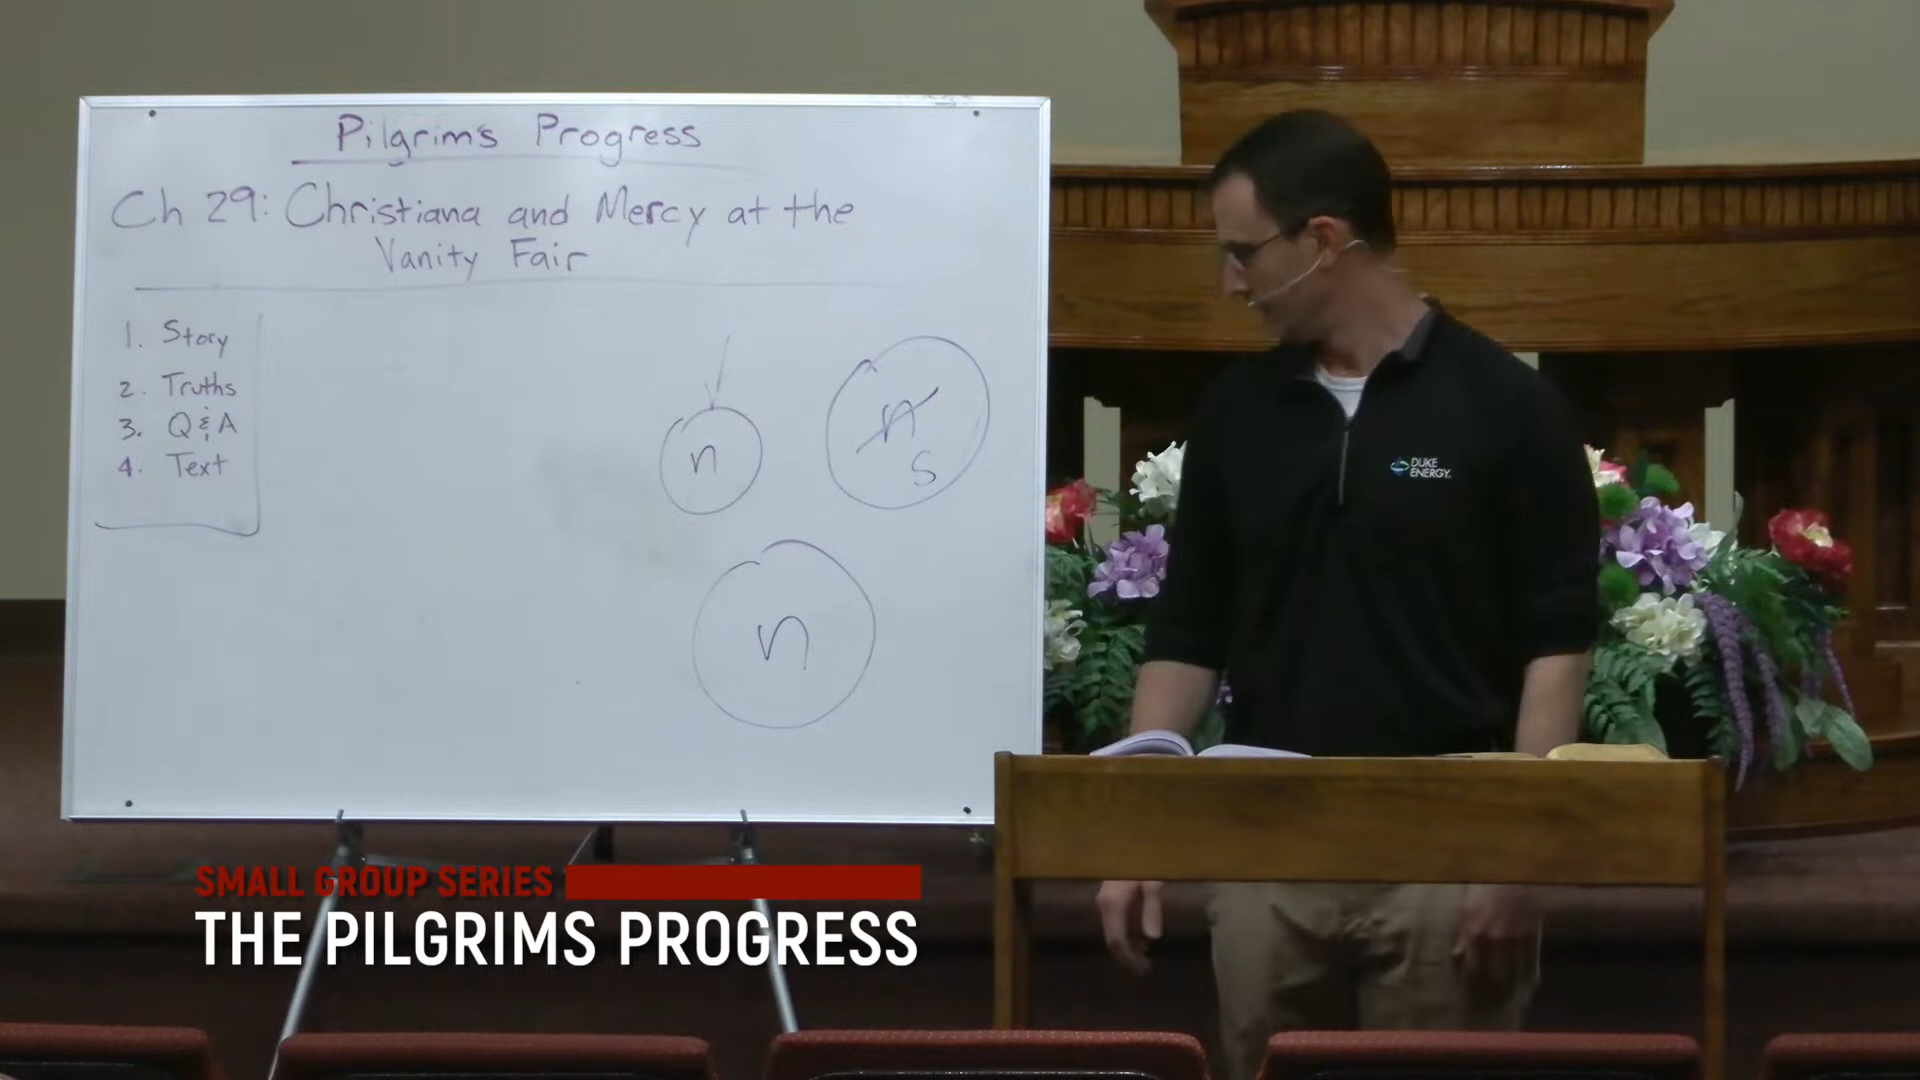 Pilgrim's Progress
Ch 29: Christiana and Mercy at the
Vanity Fair
1. Story
2. Truths
3. Q & A
4. Text
n
n
s
n
DUKE
ENERGY.
SMALL GROUP SERIES
THE PILGRIMS PROGRESS